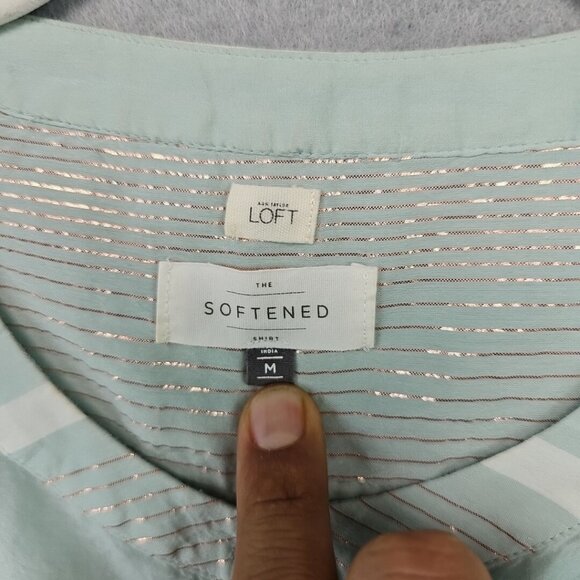 ANN TAYLOR
LOFT
THE
SOFTENED
SHIRT
INDIA
M